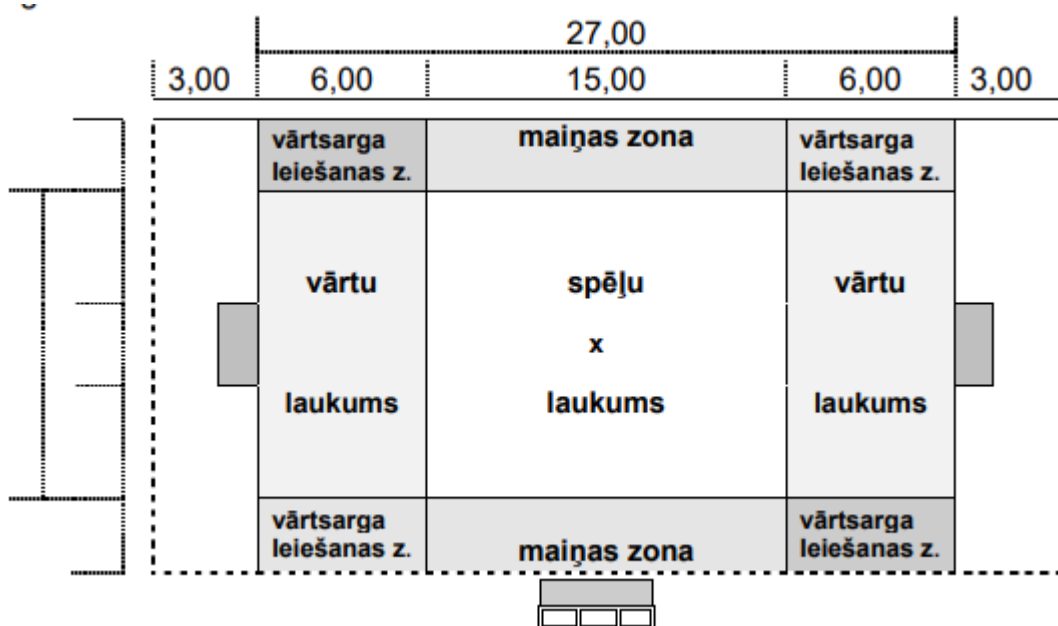 27,00
3,00 6,00 15,00 6,00 3,00
vārtsarga maiņas zona vārtsarga
leiešanas z. leiešanas z.
vārtu spēļu vārtu
x
laukums laukums laukums
vārtsarga vārtsarga
leiešanas z. maiņas zona leiešanas z.